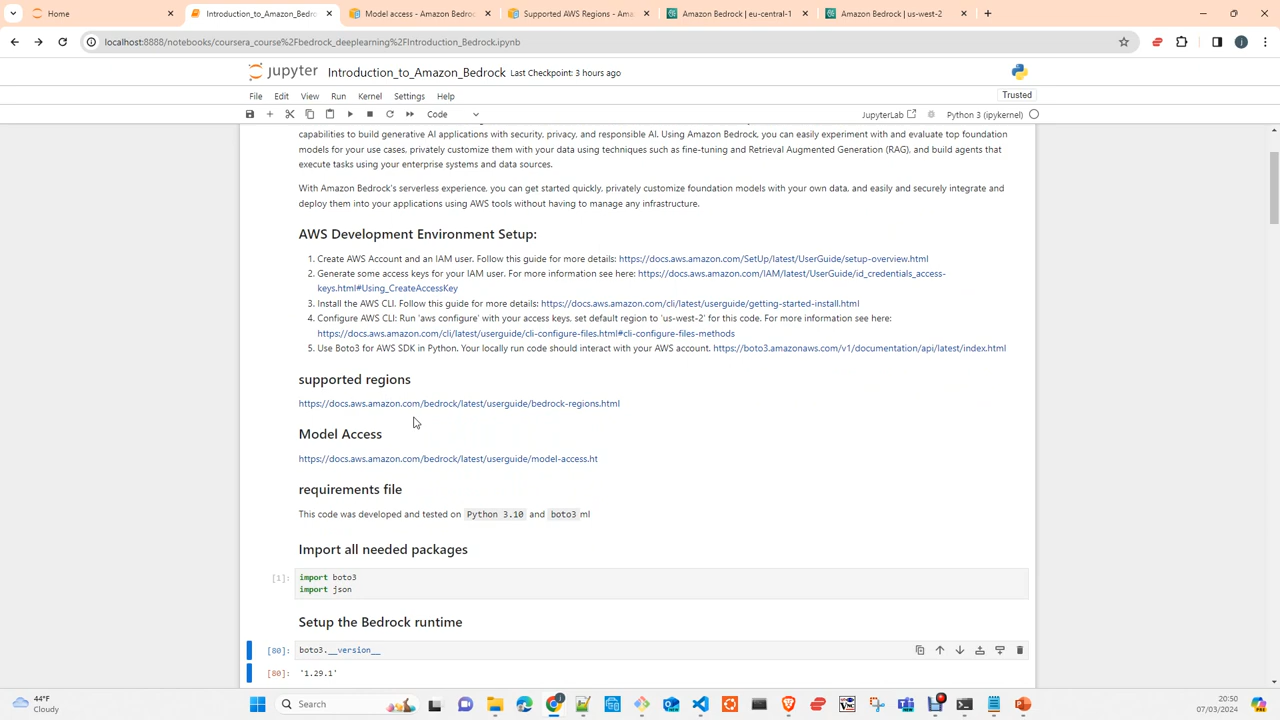 Home
Introduction_to_Amazon_Bedro
Model access - Amazon Bedroc
Supported AWS Regions - Ama
Amazon Bedrock | eu-central-1
Amazon Bedrock | us-west-2
localhost:8888/notebooks/coursera_course%2Fbedrock_deeplearning%2FIntroduction_Bedrock.ipynb
jupyter Introduction_to_Amazon_Bedrock Last Checkpoint: 3 hours ago
File Edit View Run Kernel Settings Help
Trusted
Code
JupyterLab
Python 3 (ipykernel)
capabilities to build generative AI applications with security, privacy, and responsible AI. Using Amazon Bedrock, you can easily experiment with and evaluate top foundation
models for your use cases, privately customize them with your data using techniques such as fine-tuning and Retrieval Augmented Generation (RAG), and build agents that
execute tasks using your enterprise systems and data sources.
With Amazon Bedrock's serverless experience, you can get started quickly, privately customize foundation models with your own data, and easily and securely integrate and
deploy them into your applications using AWS tools without having to manage any infrastructure.
AWS Development Environment Setup:
1. Create AWS Account and an IAM user. Follow this guide for more details: https://docs.aws.amazon.com/SetUp/latest/UserGuide/setup-overview.html
2. Generate some access keys for your IAM user. For more information see here: https://docs.aws.amazon.com/IAM/latest/UserGuide/id_credentials_access-
keys.html#Using_CreateAccessKey
3. Install the AWS CLI. Follow this guide for more details: https://docs.aws.amazon.com/cli/latest/userguide/getting-started-install.html
4. Configure AWS CLI: Run 'aws configure' with your access keys, set default region to 'us-west-2' for this code. For more information see here:
https://docs.aws.amazon.com/cli/latest/userguide/cli-configure-files.html#cli-configure-files-methods
5. Use Boto3 for AWS SDK in Python. Your locally run code should interact with your AWS account. https://boto3.amazonaws.com/v1/documentation/api/latest/index.html
supported regions
https://docs.aws.amazon.com/bedrock/latest/userguide/bedrock-regions.html
Model Access
https://docs.aws.amazon.com/bedrock/latest/userguide/model-access.ht
requirements file
This code was developed and tested on Python 3.10 and boto3 ml
Import all needed packages
[1]: import boto3
import json
Setup the Bedrock runtime
[80]: boto3.__version__
[80]: '1.29.1'
44°F
Cloudy
Search
20:50
07/03/2024